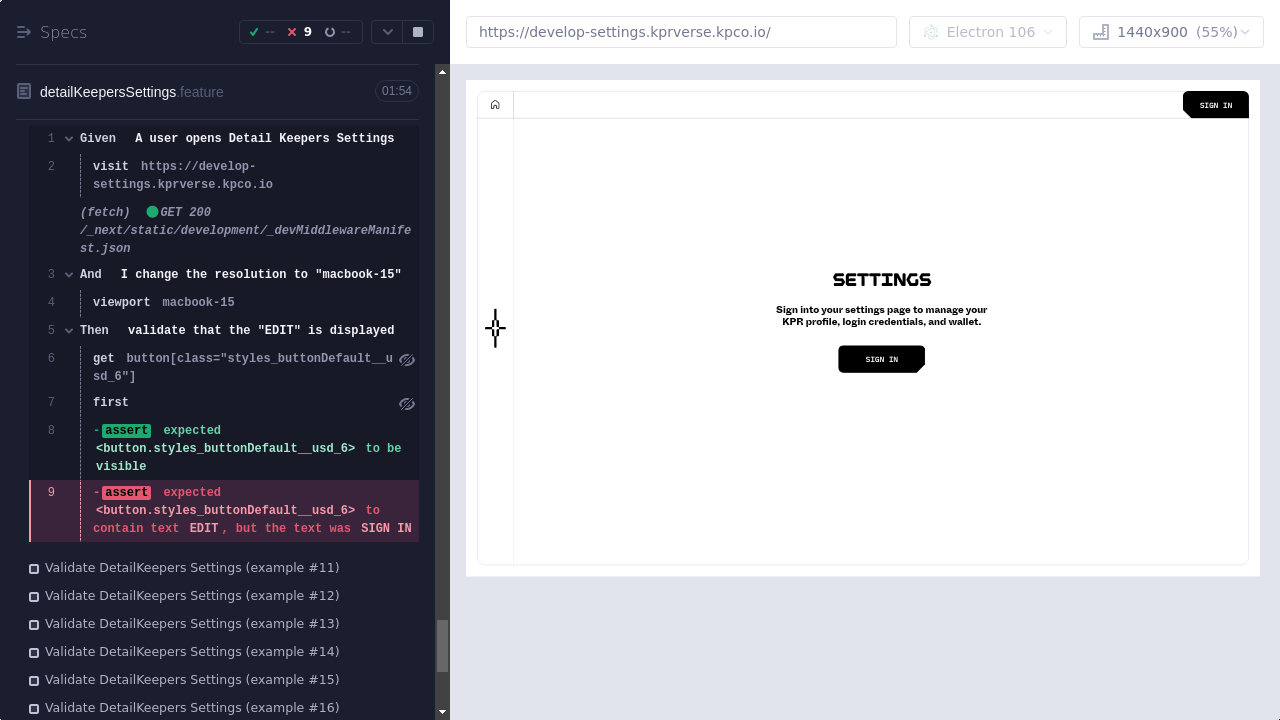 Specs
-- 9 --
detailKeepersSettings.feature 01:54
1 Given A user opens Detail Keepers Settings
2 visit https://develop-
settings.kprverse.kpco.io
(fetch) GET 200
/_next/static/development/_devMiddlewareManife
st.json
3 And I change the resolution to "macbook-15"
4 viewport macbook-15
5 Then validate that the "EDIT" is displayed
6 get button[class="styles_buttonDefault__u
sd_6"]
7 first
8 -assert expected
<button.styles_buttonDefault__usd_6> to be
visible
9 -assert expected
<button.styles_buttonDefault__usd_6> to
contain text EDIT, but the text was SIGN IN
Validate DetailKeepers Settings (example #11)
Validate DetailKeepers Settings (example #12)
Validate DetailKeepers Settings (example #13)
Validate DetailKeepers Settings (example #14)
Validate DetailKeepers Settings (example #15)
Validate DetailKeepers Settings (example #16)
https://develop-settings.kprverse.kpco.io/
Electron 106
1440x900 (55%)
SIGN IN
SETTINGS
Sign into your settings page to manage your
KPR profile, login credentials, and wallet.
SIGN IN